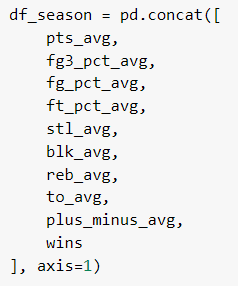 df_season = pd.concat([
    pts_avg,
    fg3_pct_avg,
    fg_pct_avg,
    ft_pct_avg,
    stl_avg,
    blk_avg,
    reb_avg,
    to_avg,
    plus_minus_avg,
    wins
], axis=1)